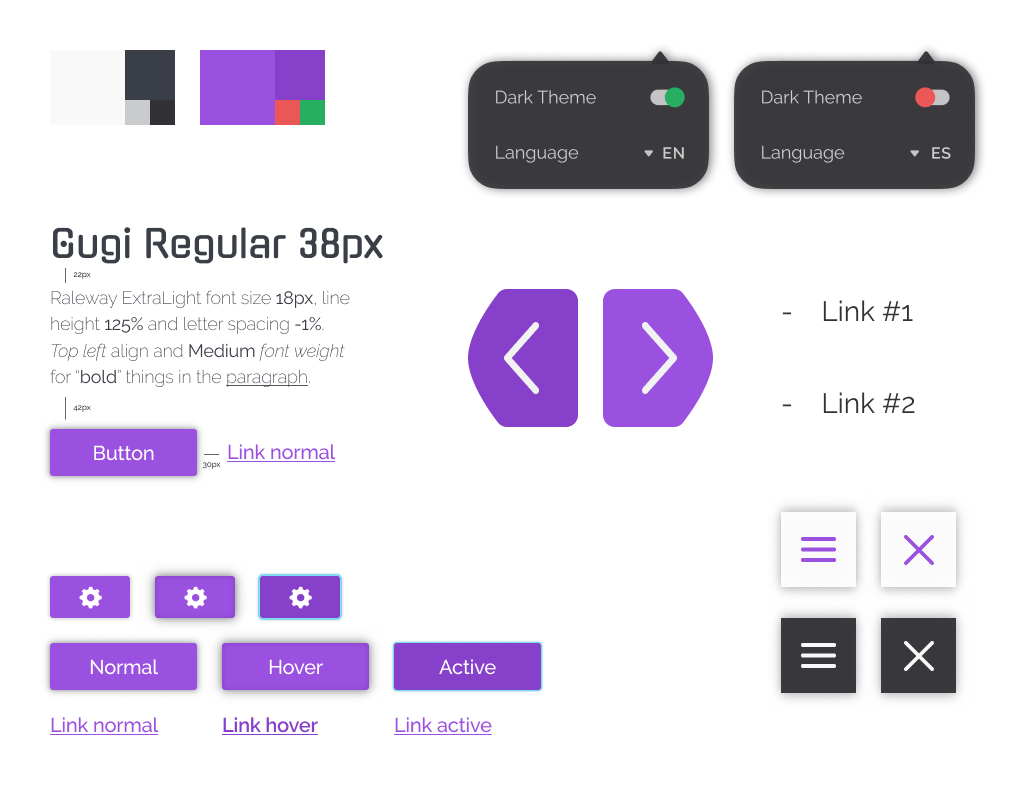 Dark Theme
Language
EN
Dark Theme
Language
ES
Gugi Regular 38px
22px
Raleway ExtraLight font size 18px, line
height 125% and letter spacing -1%.
Top left align and Medium font weight
for “bold” things in the paragraph.
42px
Button
30px
Link normal
- Link #1
- Link #2
Normal
Hover
Active
Link normal
Link hover
Link active